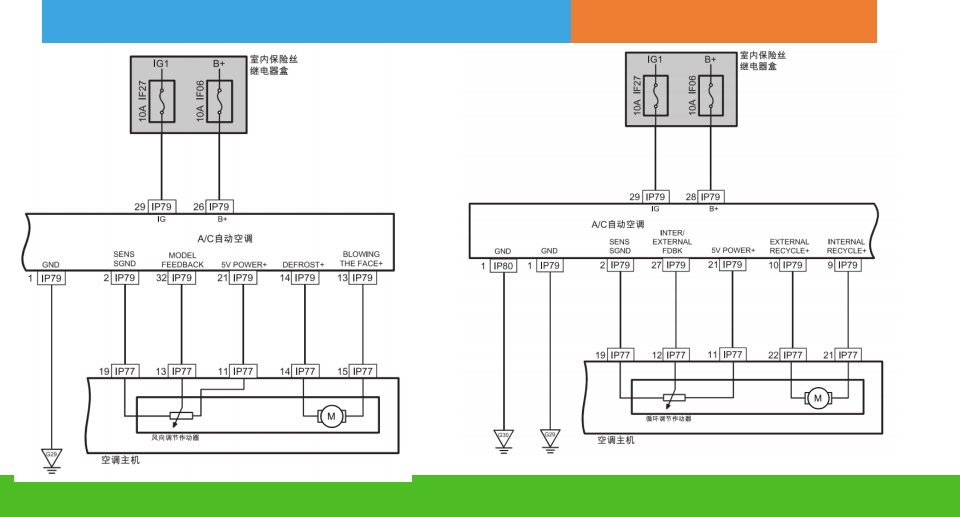 IG1 B+
室内保险丝
继电器盒
10A IF27
10A IF06
29 IP79
26 IP79
IG
B+
A/C自动空调
GND
SENS
SGND
MODEL
FEEDBACK
5V POWER+
DEFROST+
BLOWING
THE FACE+
1 IP79
2 IP79
32 IP79
21 IP79
14 IP79
13 IP79
19 IP77
13 IP77
11 IP77
14 IP77
15 IP77
M
风向调节作动器
空调主机
G29
IG1 B+
室内保险丝
继电器盒
10A IF27
10A IF06
29 IP79
28 IP79
IG
B+
A/C自动空调
GND
GND
SENS
SGND
INTER/
EXTERNAL
FDBK
5V POWER+
EXTERNAL
RECYCLE+
INTERNAL
RECYCLE+
1 IP80
1 IP79
2 IP79
27 IP79
21 IP79
10 IP79
9 IP79
19 IP77
12 IP77
11 IP77
22 IP77
21 IP77
M
循环调节作动器
空调主机
G30
G29